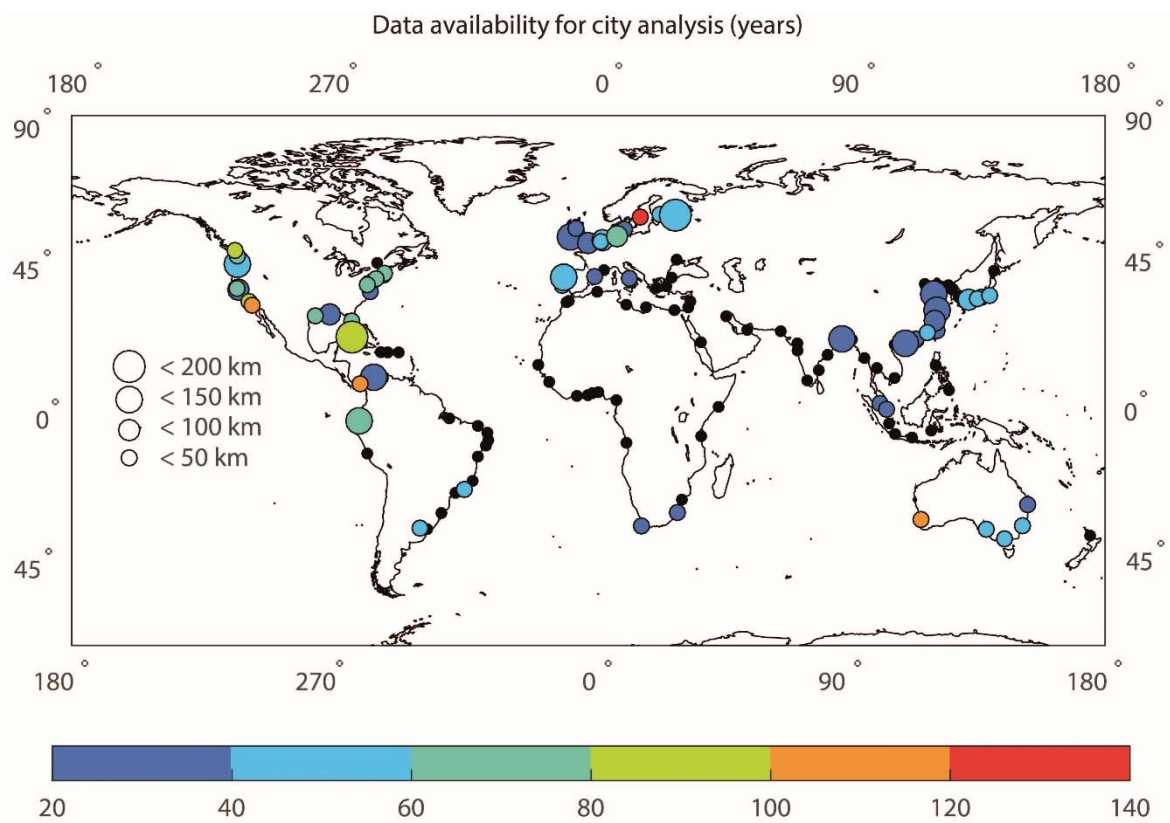 Data availability for city analysis (years)
180° 270° 0° 90° 180°
90° 90°
45° 45°
< 200 km
< 150 km
0° < 100 km 0°
< 50 km
45° 45°
180° 270° 0° 90° 180°
20 40 60 80 100 120 140